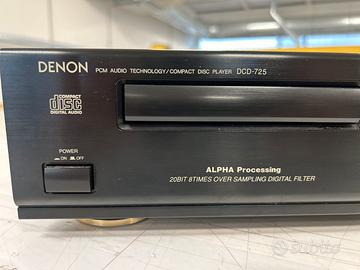 DENON PCM AUDIO TECHNOLOGY/COMPACT DISC PLAYER DCD-725
COMPACT
disc
DIGITAL AUDIO
POWER
ON OFF
ALPHA Processing
20BIT 8TIMES OVER SAMPLING DIGITAL FILTER
subito